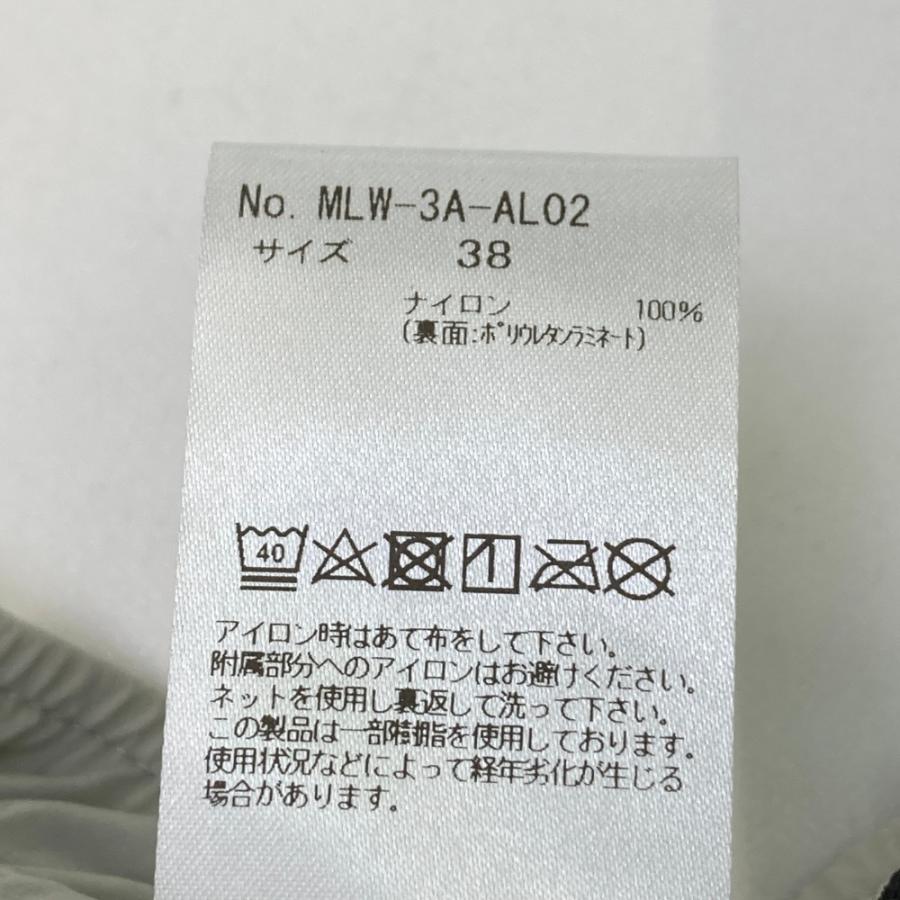 No. MLW-3A-AL02
サイズ 38
ナイロン 100%
(裏面:ポリウレタンラミネート)
40
アイロン時はあて布をして下さい。
附属部分へのアイロンはお避けください。
ネットを使用し裏返して洗って下さい。
この製品は一部樹脂を使用しております。
使用状況などによって経年劣化が生じる
場合があります。